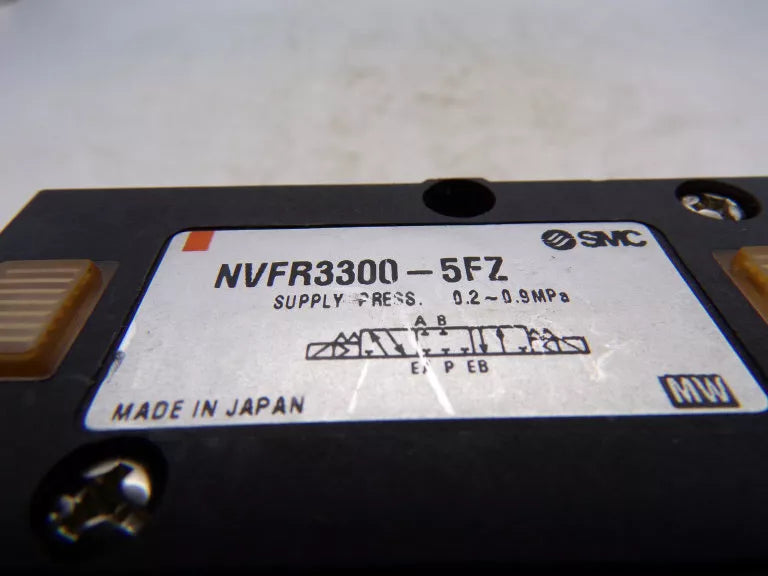 SMC
NVFR3300-5FZ
SUPPLY PRESS. 0.2~0.9MPa
A B
EA P EB
MADE IN JAPAN
MW